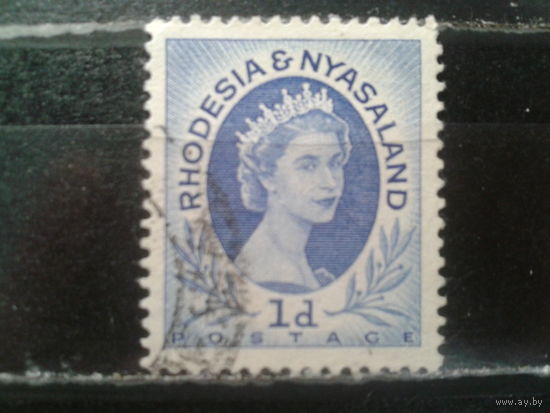 RHODESIA & NYASALAND
1d
POSTAGE
www.ay.by